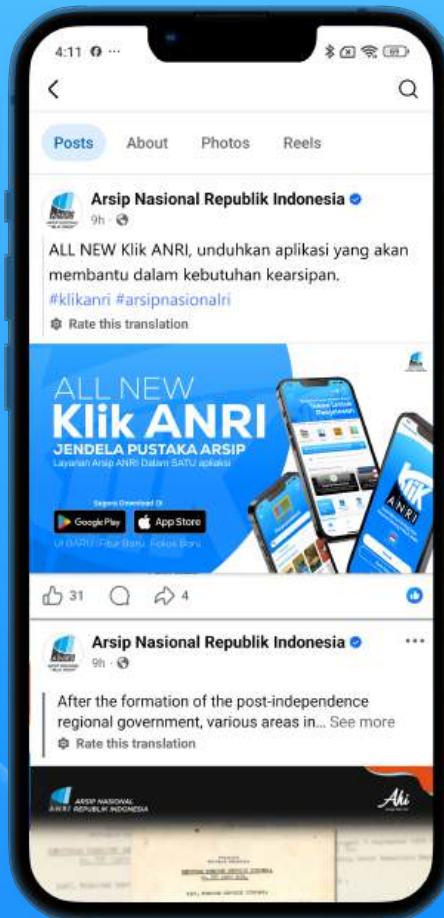 4:11
69
Posts About Photos Reels
Arsip Nasional Republik Indonesia
9h
ALL NEW Klik ANRI, unduhkan aplikasi yang akan
membantu dalam kebutuhan kearsipan.
#klikanri #arsipnasionalri
Rate this translation
ALL NEW
Klik ANRI
JENDELA PUSTAKA ARSIP
Layanan Arsip ANRI Dalam SATU aplikasi
Segera Download Di
Google Play App Store
UI BARU. Fitur Baru. Fokus Baru.
KliK
ANRI
31 4
Arsip Nasional Republik Indonesia
9h
After the formation of the post-independence
regional government, various areas in... See more
Rate this translation
ANRI
ARSIP NASIONAL
REPUBLIK INDONESIA